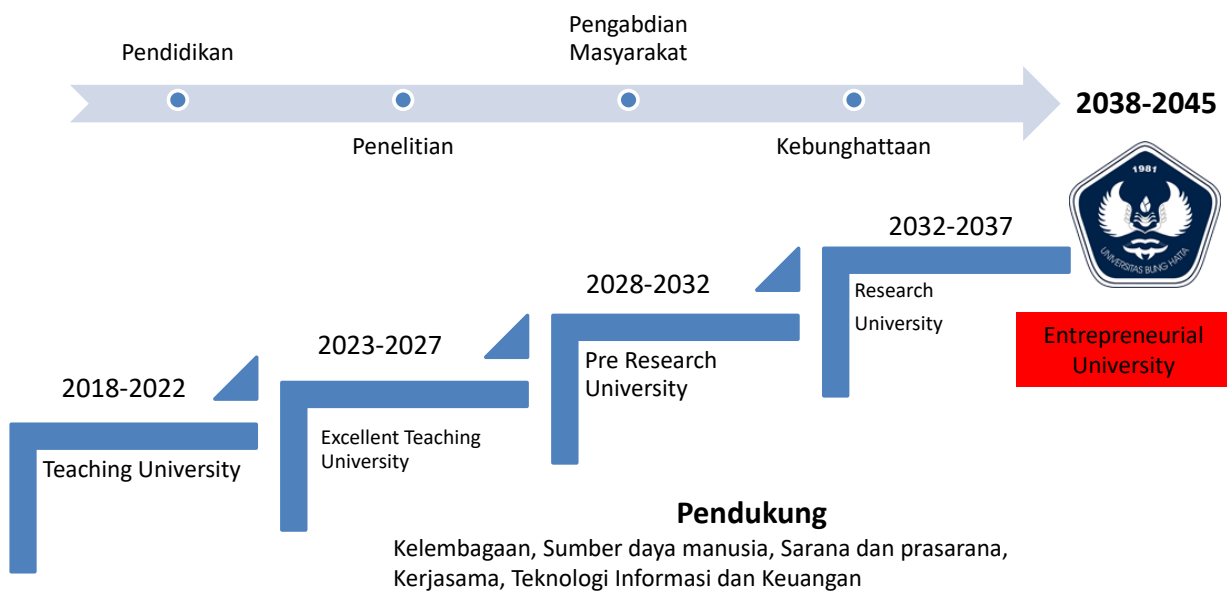 Pendidikan
Pengabdian
Masyarakat
Penelitian
Kebunghattaan
2038-2045
1981
UNIVERSITAS BUNG HATTA
Entrepreneurial
University
2032-2037
Research
University
2028-2032
Pre Research
University
2023-2027
Excellent Teaching
University
2018-2022
Teaching University
Pendukung
Kelembagaan, Sumber daya manusia, Sarana dan prasarana,
Kerjasama, Teknologi Informasi dan Keuangan